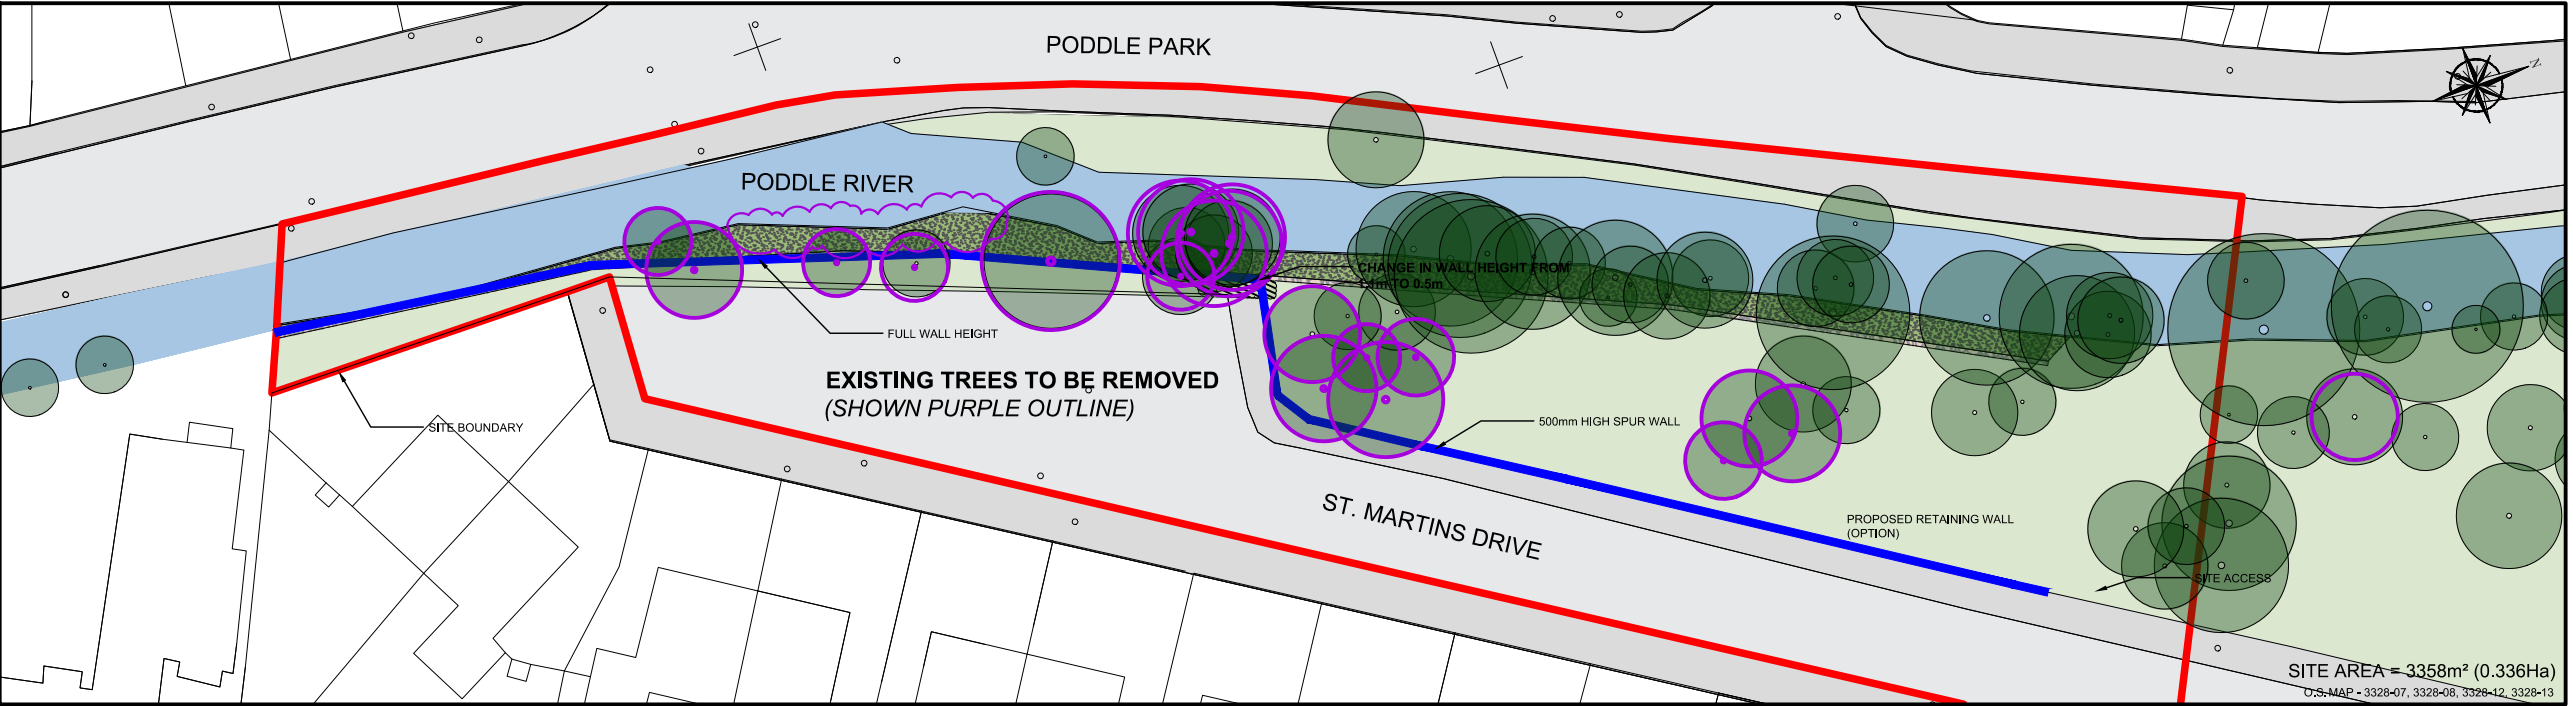 PODDLE PARK
N
PODDLE RIVER
CHANGE IN WALL HEIGHT FROM
TO 0.5m
FULL WALL HEIGHT
EXISTING TREES TO BE REMOVED
(SHOWN PURPLE OUTLINE)
SITE BOUNDARY
500mm HIGH SPUR WALL
ST. MARTINS DRIVE
PROPOSED RETAINING WALL
(OPTION)
SITE ACCESS
SITE AREA = 3358m² (0.336Ha)
O.S. MAP - 3328-07, 3328-08, 3328-12, 3328-13